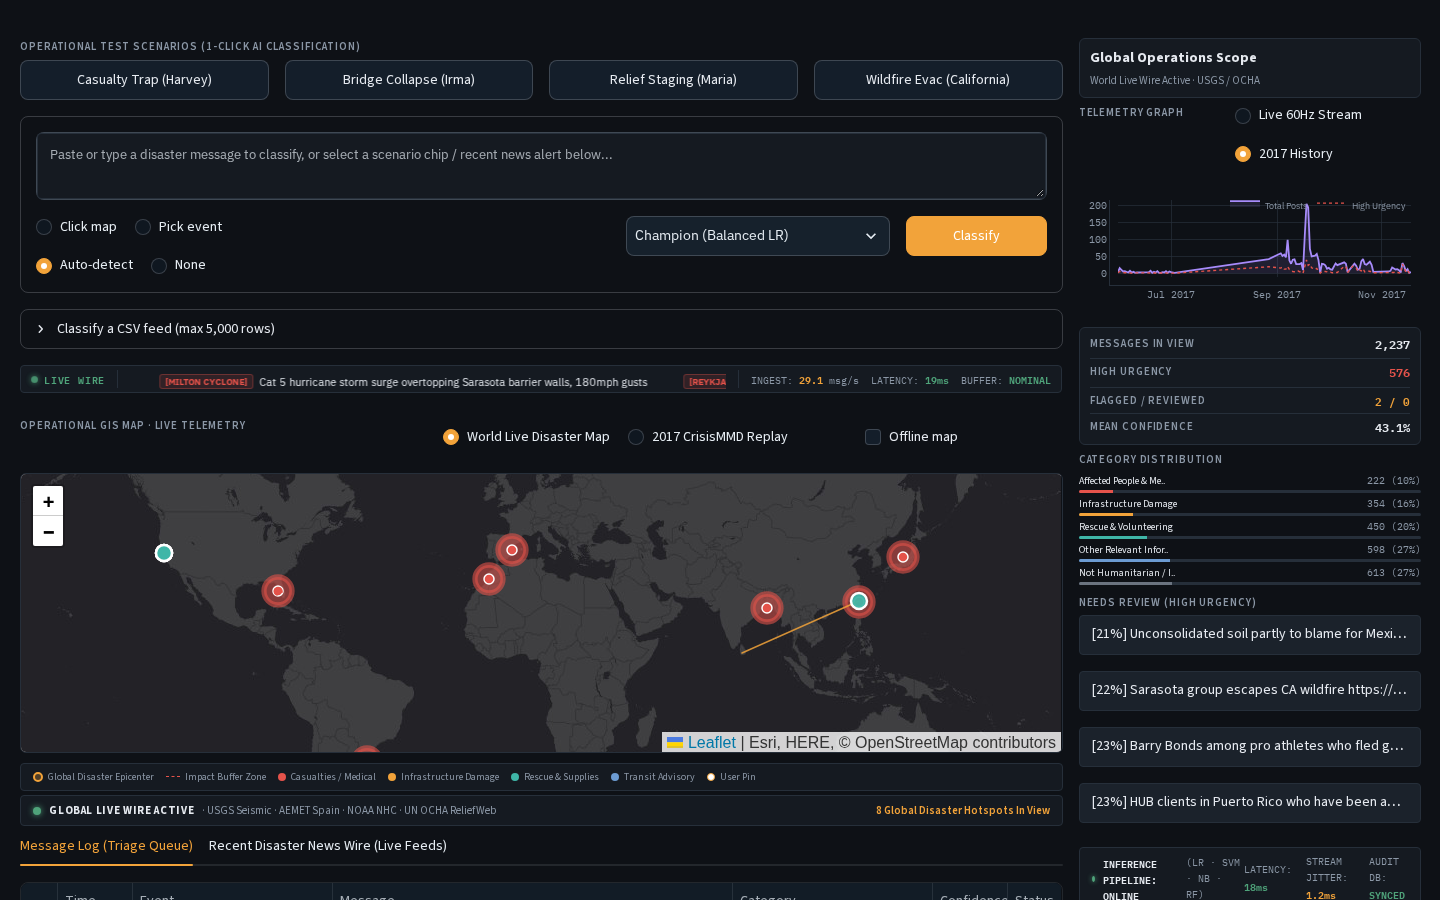 OPERATIONAL TEST SCENARIOS (1-CLICK AI CLASSIFICATION)
Casualty Trap (Harvey)
Bridge Collapse (Irma)
Relief Staging (Maria)
Wildfire Evac (California)
Paste or type a disaster message to classify, or select a scenario chip / recent news alert below...
Click map
Pick event
Auto-detect
None
Champion (Balanced LR)
Classify
Classify a CSV feed (max 5,000 rows)
LIVE WIRE
[MILTON CYCLONE] Cat 5 hurricane storm surge overtopping Sarasota barrier walls, 180mph gusts
[REYKJA
INGEST: 29.1 msg/s LATENCY: 19ms BUFFER: NOMINAL
OPERATIONAL GIS MAP · LIVE TELEMETRY
World Live Disaster Map
2017 CrisisMMD Replay
Offline map
+
−
Leaflet | Esri, HERE, © OpenStreetMap contributors
Global Disaster Epicenter
Impact Buffer Zone
Casualties / Medical
Infrastructure Damage
Rescue & Supplies
Transit Advisory
User Pin
GLOBAL LIVE WIRE ACTIVE · USGS Seismic · AEMET Spain · NOAA NHC · UN OCHA ReliefWeb
8 Global Disaster Hotspots In View
Message Log (Triage Queue)
Recent Disaster News Wire (Live Feeds)
Time
Event
Message
Category
Confidence
Status
Global Operations Scope
World Live Wire Active · USGS / OCHA
TELEMETRY GRAPH
Live 60Hz Stream
2017 History
Total Posts
High Urgency
200
150
100
50
0
Jul 2017
Sep 2017
Nov 2017
MESSAGES IN VIEW 2,237
HIGH URGENCY 576
FLAGGED / REVIEWED 2 / 0
MEAN CONFIDENCE 43.1%
CATEGORY DISTRIBUTION
Affected People & Me.. 222 (10%)
Infrastructure Damage 354 (16%)
Rescue & Volunteering 450 (20%)
Other Relevant Infor.. 598 (27%)
Not Humanitarian / I.. 613 (27%)
NEEDS REVIEW (HIGH URGENCY)
[21%] Unconsolidated soil partly to blame for Mexi...
[22%] Sarasota group escapes CA wildfire https://...
[23%] Barry Bonds among pro athletes who fled g...
[23%] HUB clients in Puerto Rico who have been a...
INFERENCE
PIPELINE:
ONLINE
(LR · SVM
· NB ·
RF)
LATENCY:
18ms
STREAM
JITTER:
1.2ms
AUDIT
DB:
SYNCED